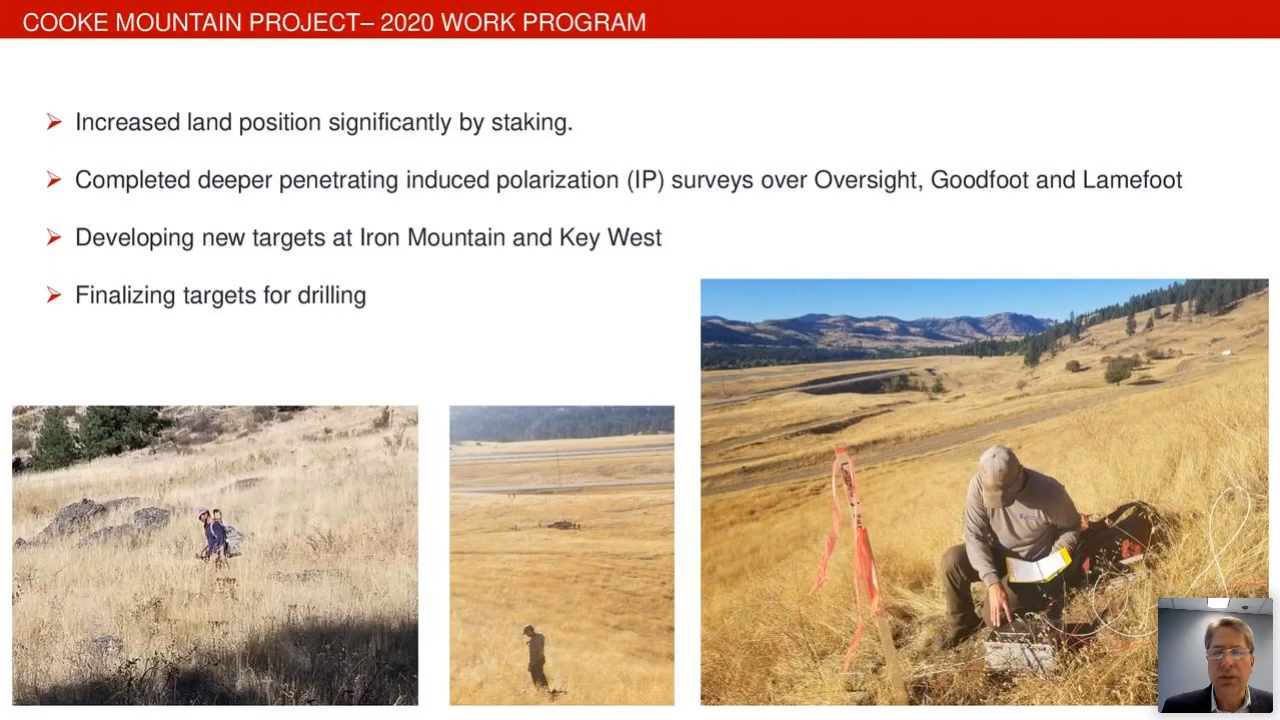 COOKE MOUNTAIN PROJECT– 2020 WORK PROGRAM
Increased land position significantly by staking.
Completed deeper penetrating induced polarization (IP) surveys over Oversight, Goodfoot and Lamefoot
Developing new targets at Iron Mountain and Key West
Finalizing targets for drilling